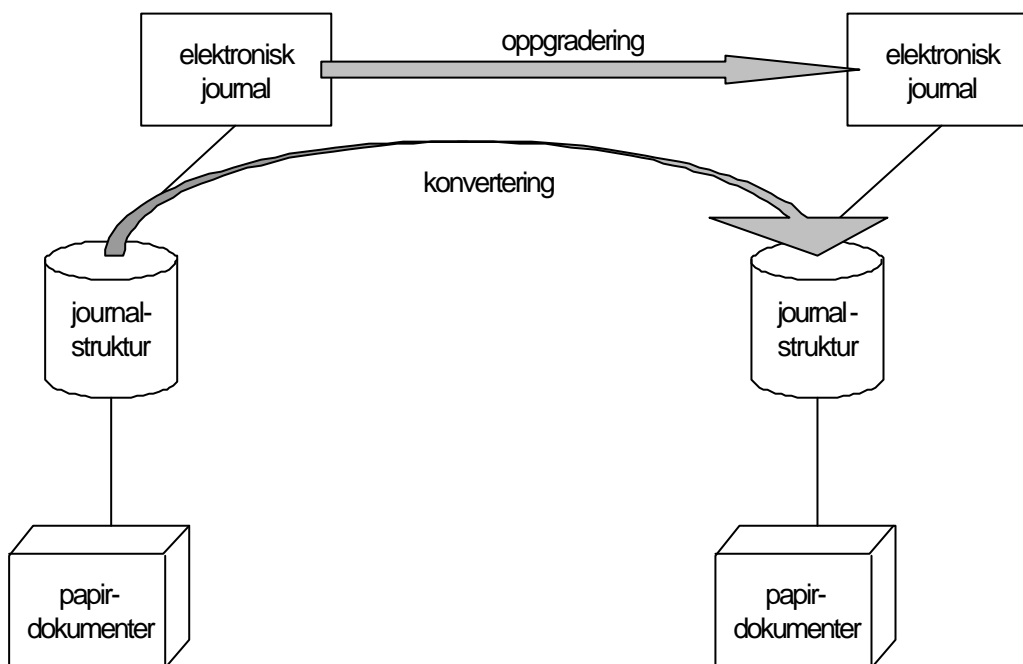 elektronisk
journal
oppgradering
elektronisk
journal
konvertering
journal-
struktur
journal-
struktur
papir-
dokumenter
papir-
dokumenter